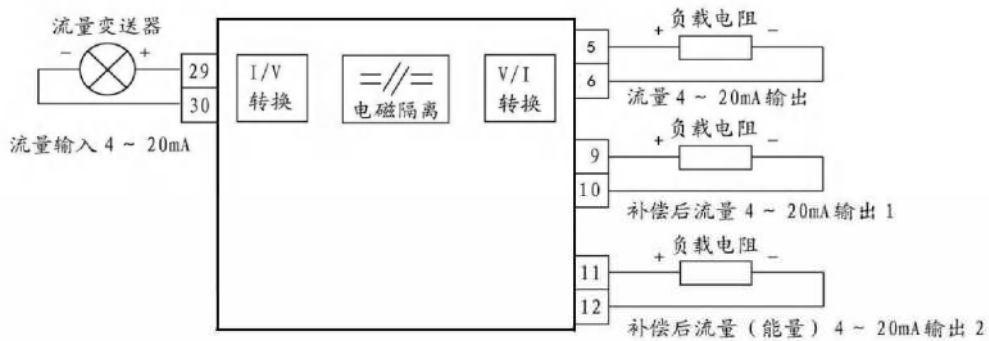 流量变送器
- +
29
30
流量输入 4 ~ 20mA
I/V
转换
=//=
电磁隔离
V/I
转换
5
6
负载电阻
+ -
流量 4 ~ 20mA 输出
9
10
负载电阻
+ -
补偿后流量 4 ~ 20mA 输出 1
11
12
负载电阻
+ -
补偿后流量 ( 能量 ) 4 ~ 20mA 输出 2